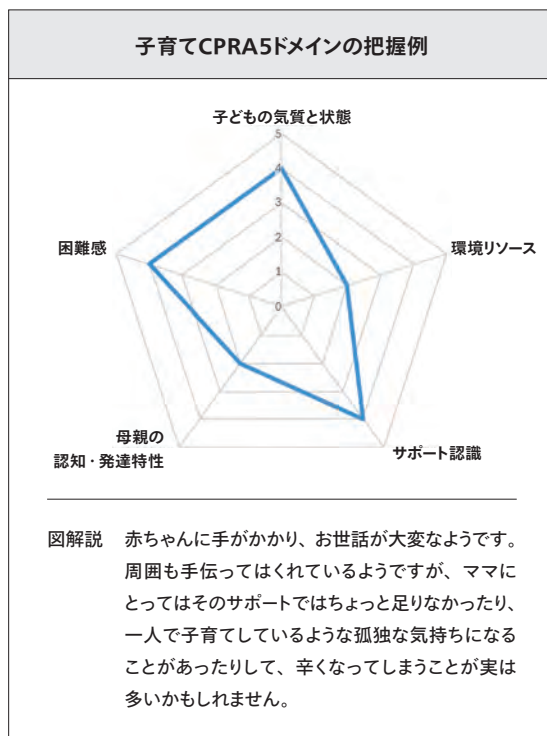 子育てCPRA5ドメインの把握例
子どもの気質と状態
5
4
3
2
1
0
環境リソース
サポート認識
母親の
認知・発達特性
困難感
図解説 赤ちゃんに手がかかり、お世話が大変なようです。
周囲も手伝ってはくれているようですが、ママに
とってはそのサポートではちょっと足りなかったり、
一人で子育てしているような孤独な気持ちになる
ことがあったりして、辛くなってしまうことが実は
多いかもしれません。